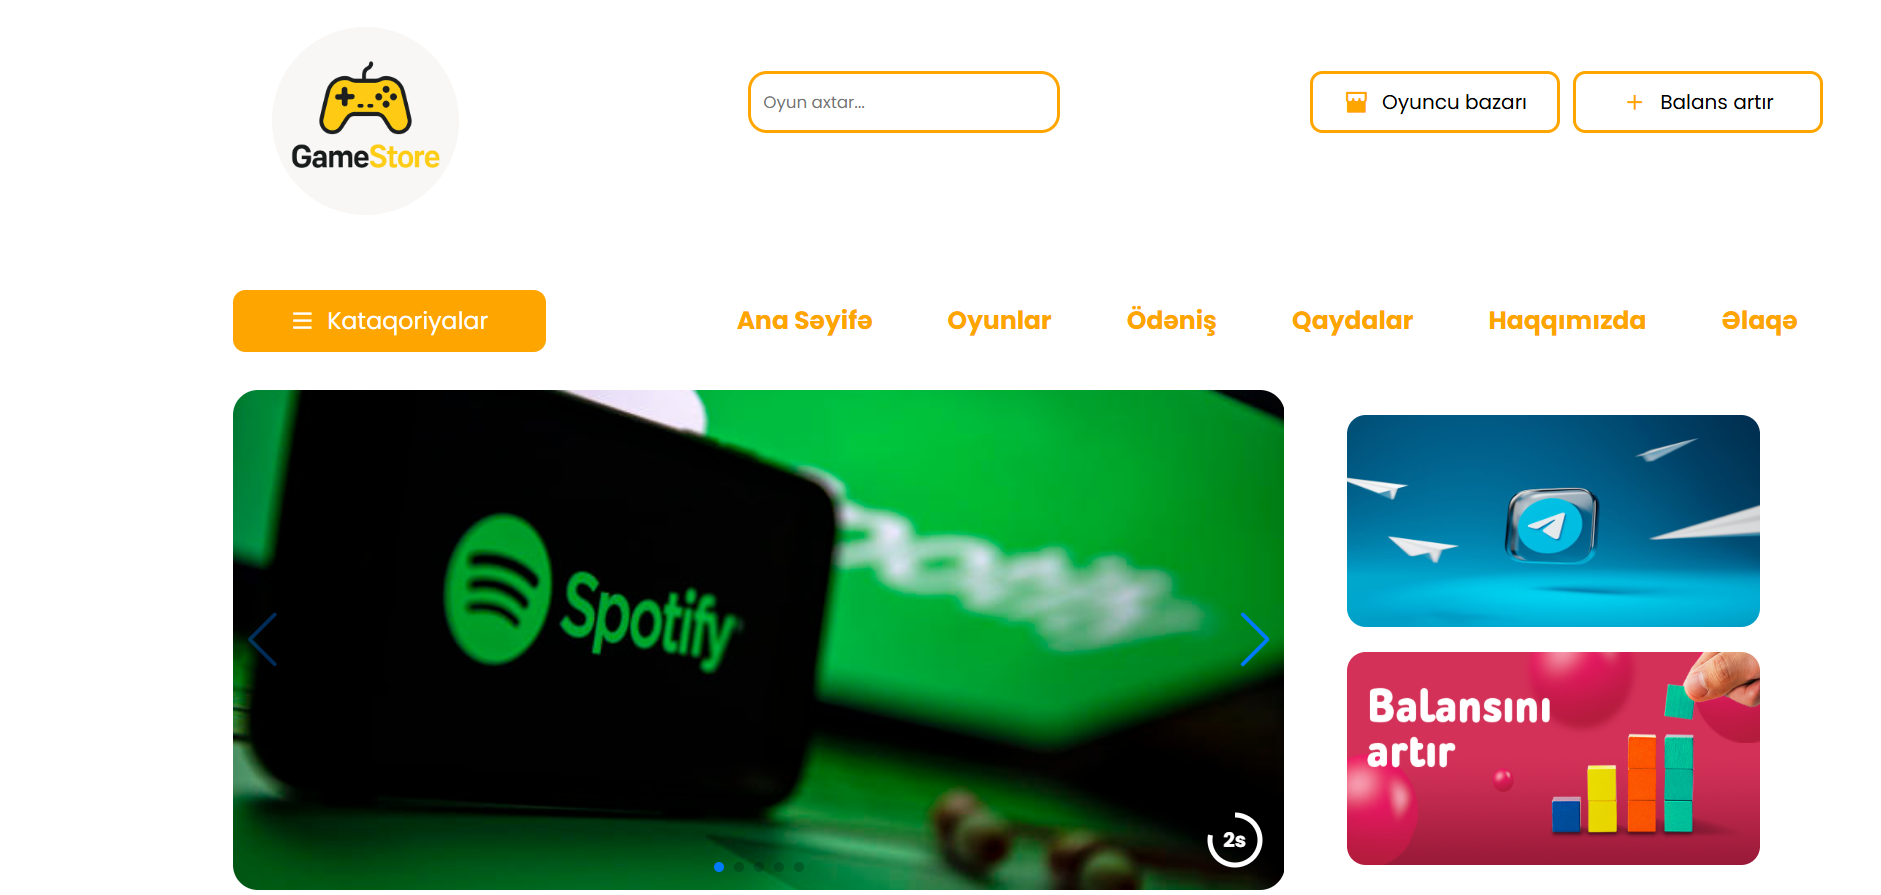 GameStore
Oyun axtar...
Oyuncu bazarı
Balans artır
Kataqoriyalar
Ana Səyifə
Oyunlar
Ödəniş
Qaydalar
Haqqımızda
Əlaqə
Spotify
2s
Balansını
artır